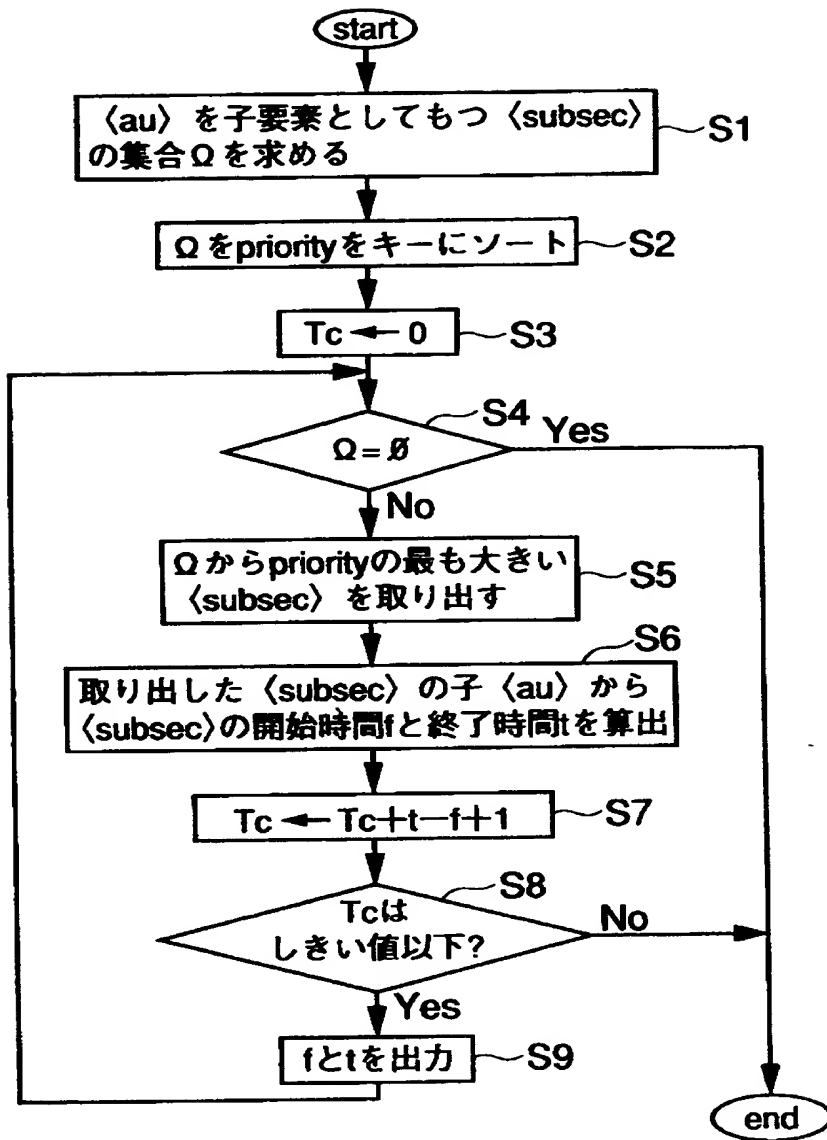 start
〈au〉を子要素としてもつ〈subsec〉
の集合Ωを求める
S1
ΩをpriorityをキーにソートS2
Tc ← 0
S3
S4
Ω = Ø
Yes
No
Ωからpriorityの最も大きい
〈subsec〉を取り出す
S5
S6
取り出した〈subsec〉の子〈au〉から
〈subsec〉の開始時間fと終了時間tを算出
Tc ← Tc+t−f+1
S7
S8
Tcは
しきい値以下?
No
Yes
fとtを出力
S9
end